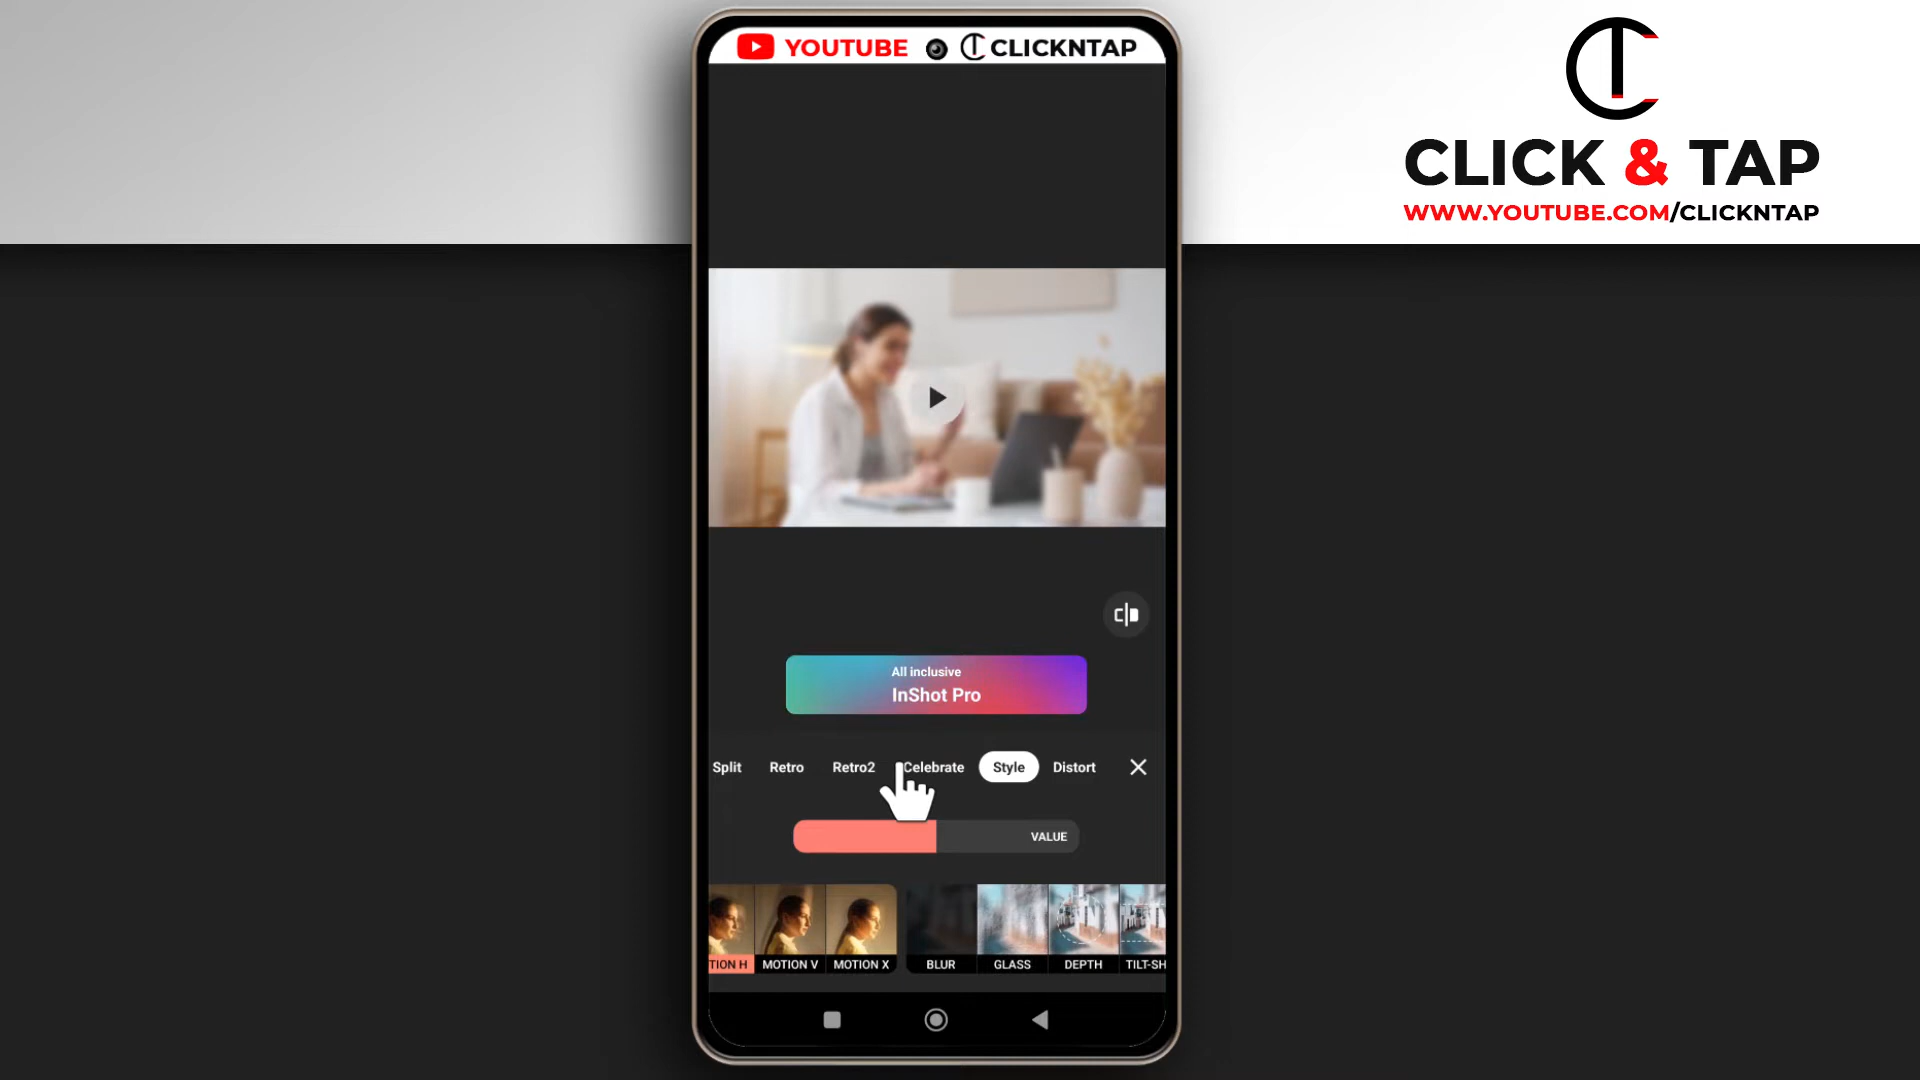 YOUTUBE CLICKNTAP
CLICK & TAP
WWW.YOUTUBE.COM/CLICKNTAP
All inclusive
InShot Pro
Split Retro Retro2 Celebrate Style Distort
VALUE
TION H MOTION V MOTION X BLUR GLASS DEPTH TILT-SH